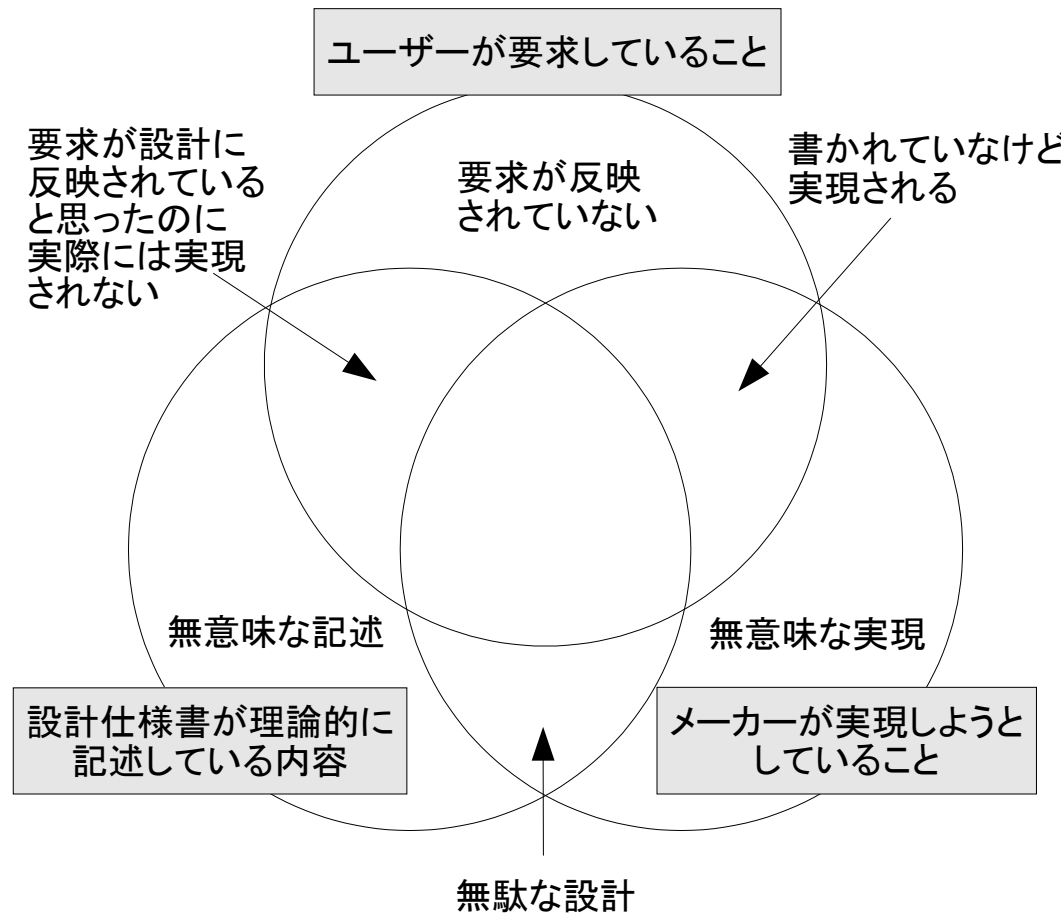 ユーザーが要求していること
要求が設計に
反映されている
と思ったのに
実際には実現
されない
要求が反映
されていない
書かれていなけど
実現される
無意味な記述
無意味な実現
設計仕様書が理論的に
記述している内容
メーカーが実現しようと
していること
無駄な設計